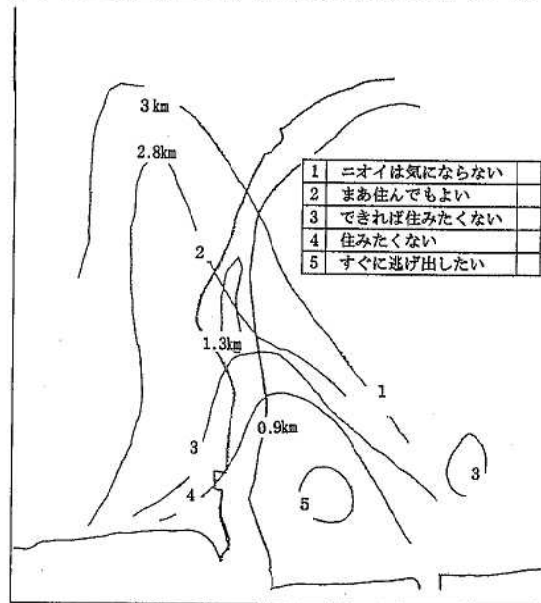 3km
2.8km
1 ニオイは気にならない
2 まあ住んでもよい
3 できれば住みたくない
4 住みたくない
5 すぐに逃げ出したい
2
1.3km
1
0.9km
3
3
4
5